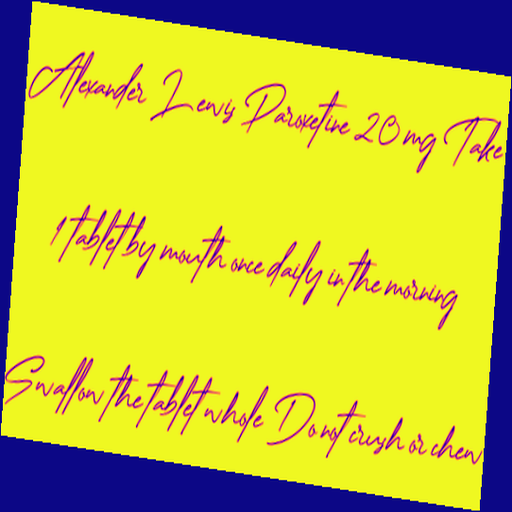 Alexander Lewis Paroxetine 20 mg Take
1 tablet by mouth once daily in the morning
Swallow the tablet whole Do not crush or chew